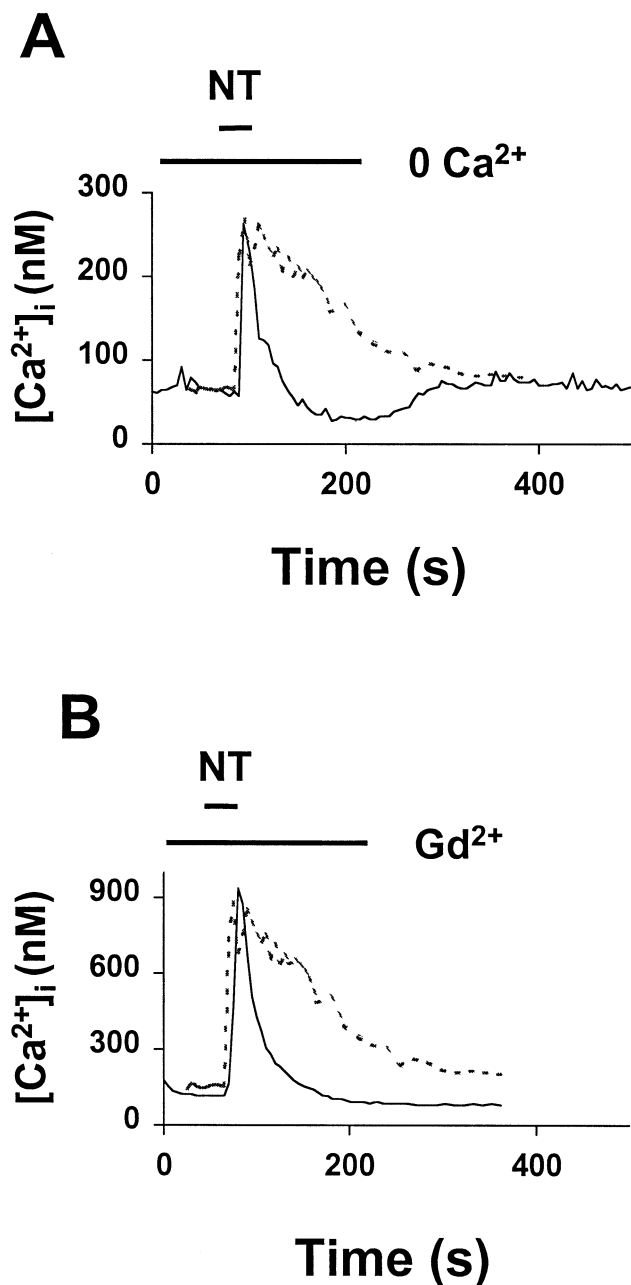 A
NT
0 Ca²⁺
300
200
100
0
[Ca²⁺]ᵢ (nM)
0 200 400
Time (s)
B
NT
Gd²⁺
900
600
300
0
[Ca²⁺]ᵢ (nM)
0 200 400
Time (s)